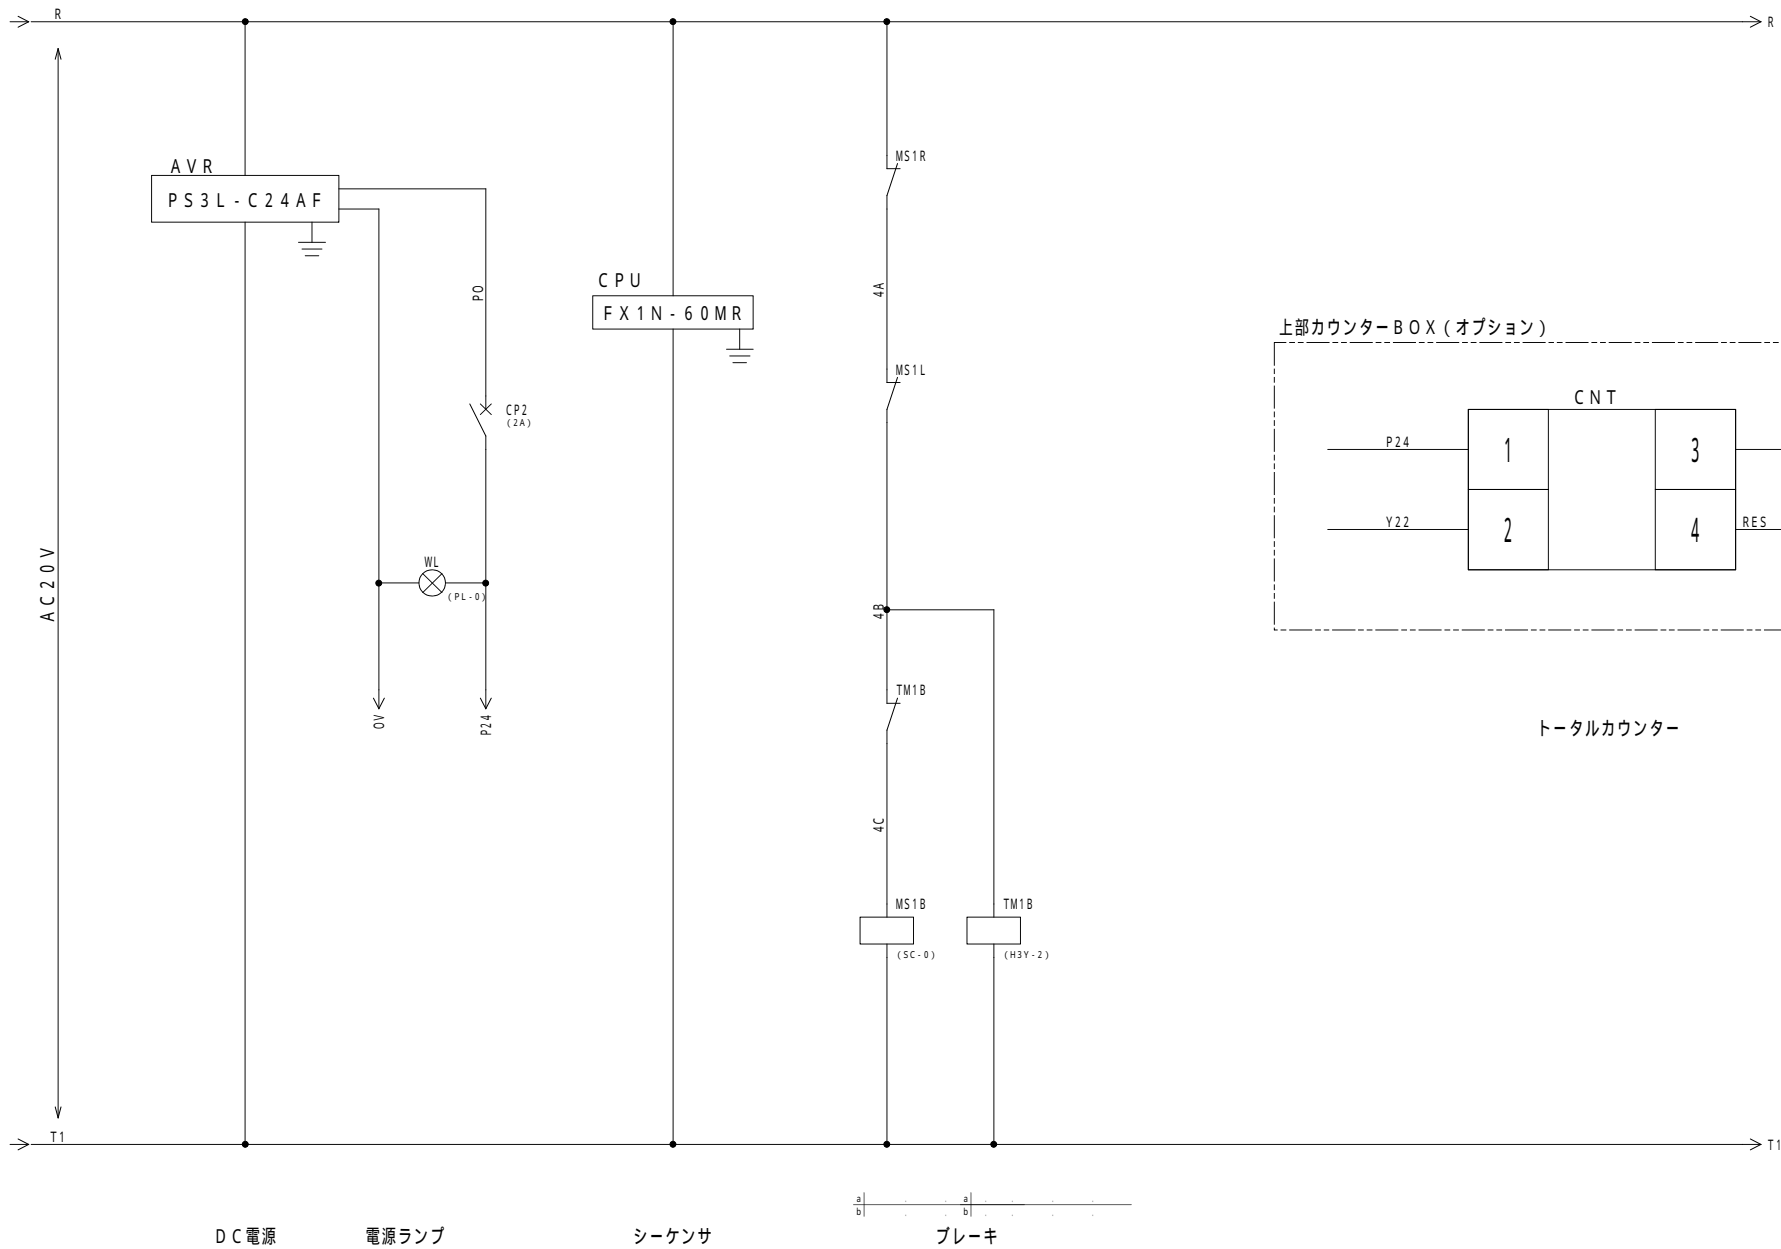 R
R
MS1R
AVR
PS3L-C24AF
CPU
FX1N-60MR
PO
4A
上部カウンターBOX(オプション)
MS1L
CNT
CP2
(2A)
P24
1
3
Y22
2
4
RES
WL
(PL-0)
AC20V
4B
TM1B
0V
P24
トータルカウンター
4C
MS1B
TM1B
(SC-0)
(H3Y-2)
T1
T1
a
a
b
b
DC電源
電源ランプ
シーケンサ
ブレーキ